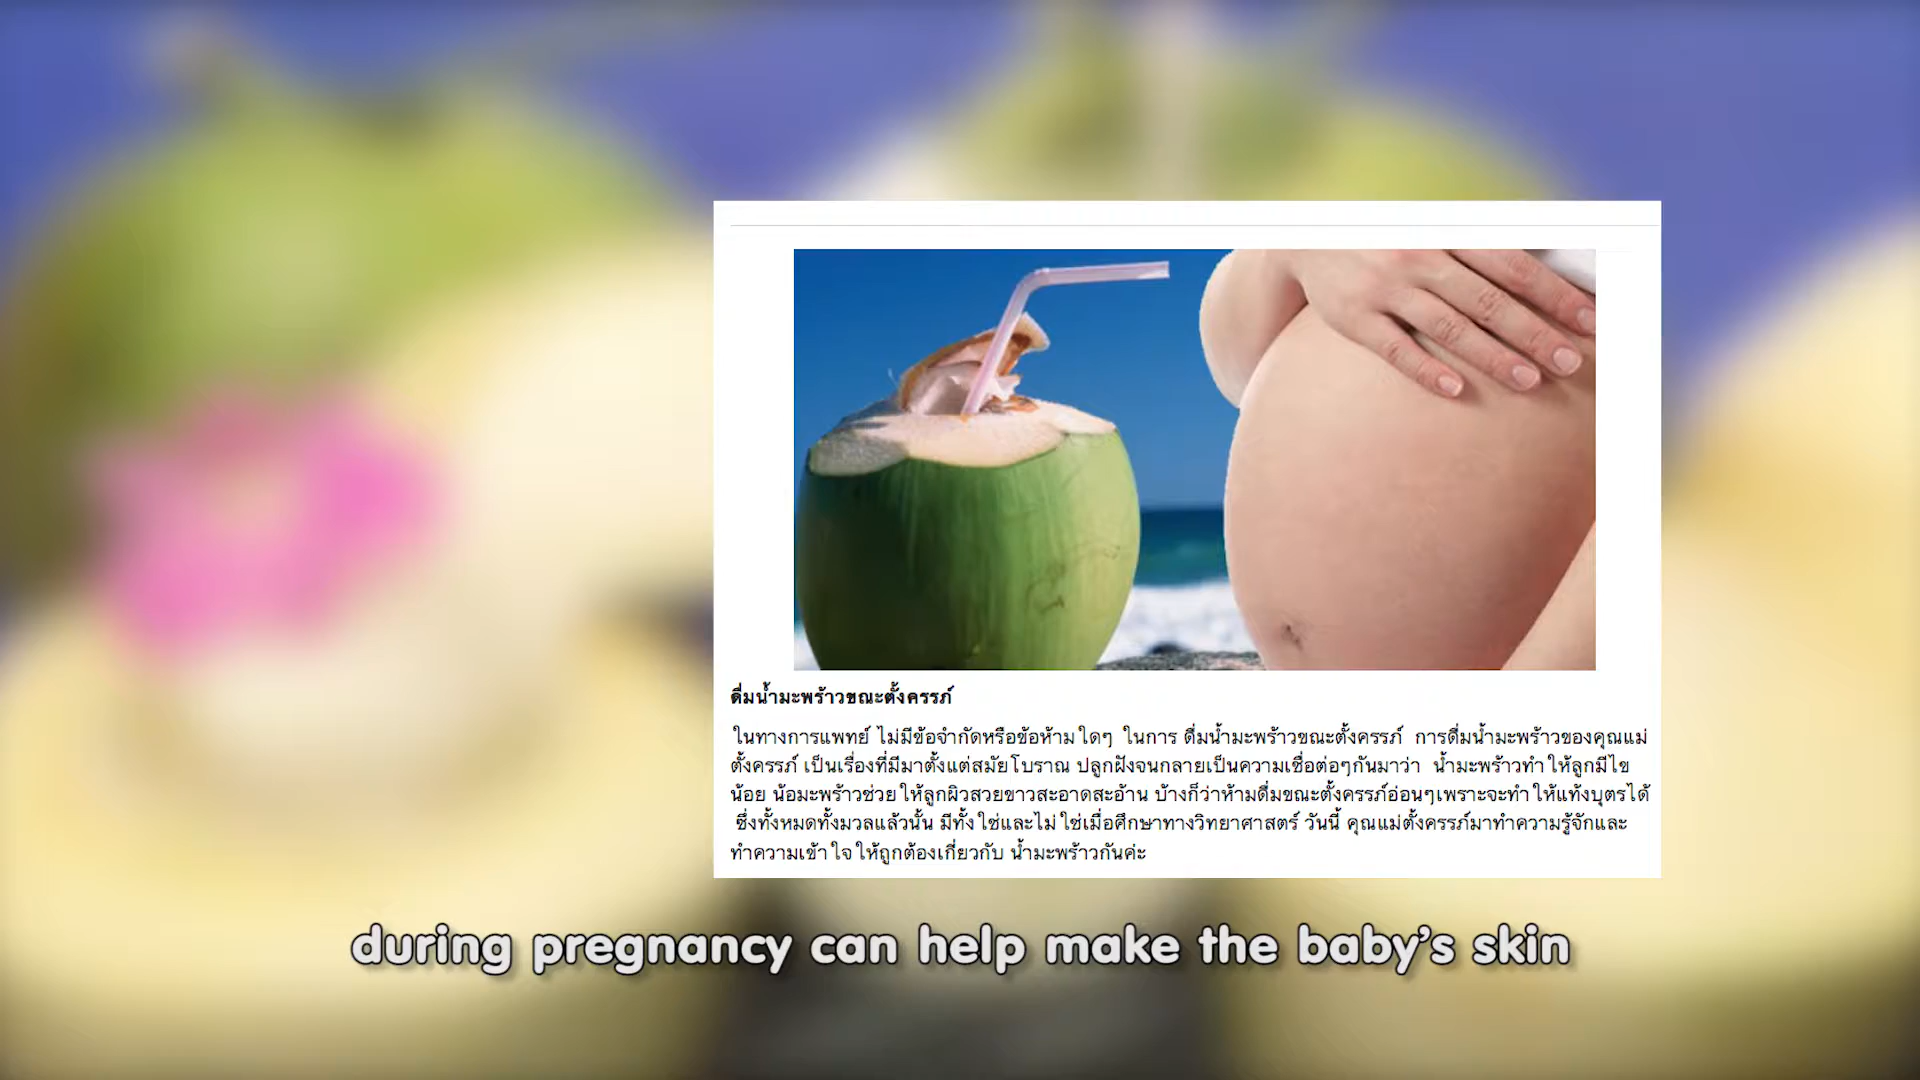 ดื่มน้ำมะพร้าวขณะตั้งครรภ์
ในทางการแพทย์ ไม่มีข้อจำกัดหรือข้อห้ามใดๆ ในการ ดื่มน้ำมะพร้าวขณะตั้งครรภ์ การดื่มน้ำมะพร้าวของคุณแม่
ตั้งครรภ์ เป็นเรื่องที่มีมาตั้งแต่สมัยโบราณ ปลูกฝังจนกลายเป็นความเชื่อต่อๆกันมาว่า น้ำมะพร้าวทำให้ลูกมีไข
น้อย น้อมะพร้าวช่วยให้ลูกผิวสวยขาวสะอาดสะอ้าน บ้างก็ว่าห้ามดื่มขณะตั้งครรภ์อ่อนๆเพราะจะทำให้แท้งบุตรได้
ซึ่งทั้งหมดทั้งมวลแล้วนั้น มีทั้งใช่และไม่ใช่เมื่อศึกษาทางวิทยาศาสตร์ วันนี้ คุณแม่ตั้งครรภ์มาทำความรู้จักและ
ทำความเข้าใจให้ถูกต้องเกี่ยวกับ น้ำมะพร้าวกันค่ะ
during pregnancy can help make the baby's skin